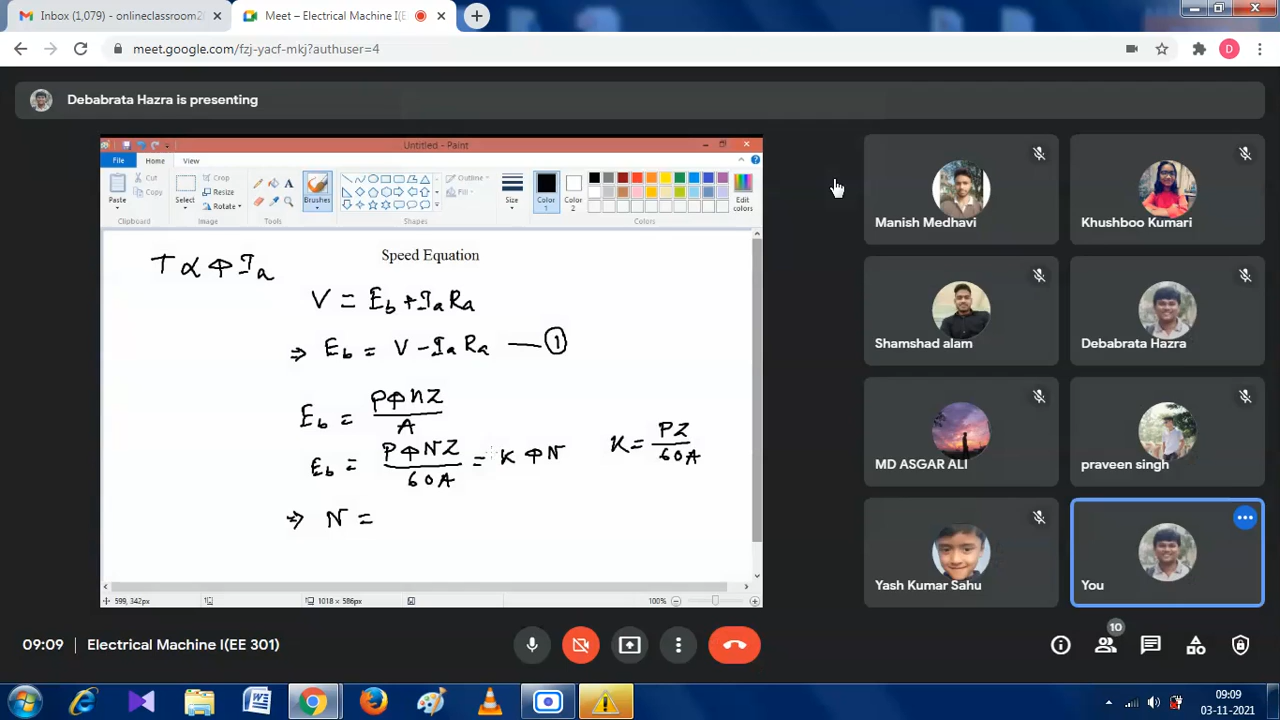 Inbox (1,079) - onlineclassroom2
Meet – Electrical Machine I(EE
meet.google.com/fzj-yacf-mkj?authuser=4
D
Debabrata Hazra is presenting
Untitled - Paint
File Home View
Paste
Cut
Copy
Clipboard
Select
Crop
Resize
Rotate
Image
Tools
Brushes
Shapes
Outline
Fill
Size
Color 1
Color 2
Edit colors
Colors
Speed Equation
T ∝ Φ Ia
V = Eb + IaRa
⇒ Eb = V - IaRa — ①
Eb = PΦnZ / A
Eb = PΦNZ / 60A = K Φ N K = PZ / 60A
⇒ N =
599, 342px
1018 × 586px
100%
Manish Medhavi
Khushboo Kumari
Shamshad alam
Debabrata Hazra
MD ASGAR ALI
praveen singh
Yash Kumar Sahu
You
09:09 Electrical Machine I(EE 301)
10
09:09
03-11-2021